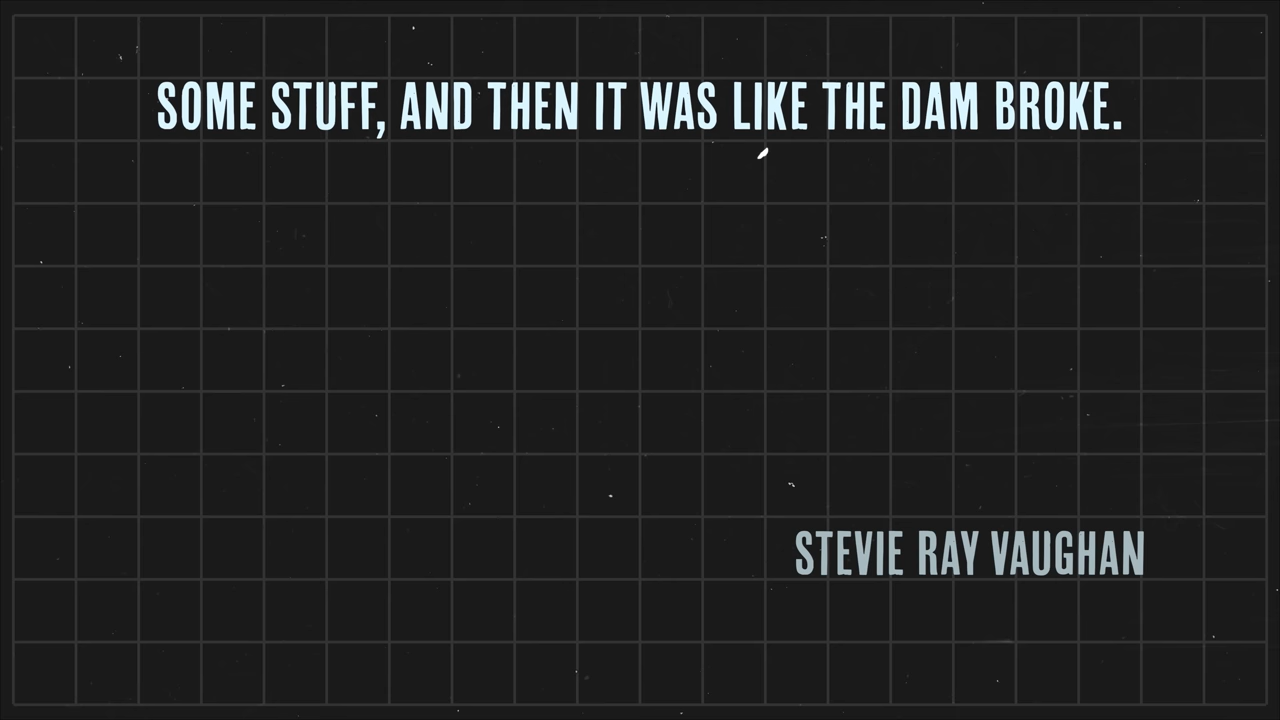 SOME STUFF, AND THEN IT WAS LIKE THE DAM BROKE.
STEVIE RAY VAUGHAN